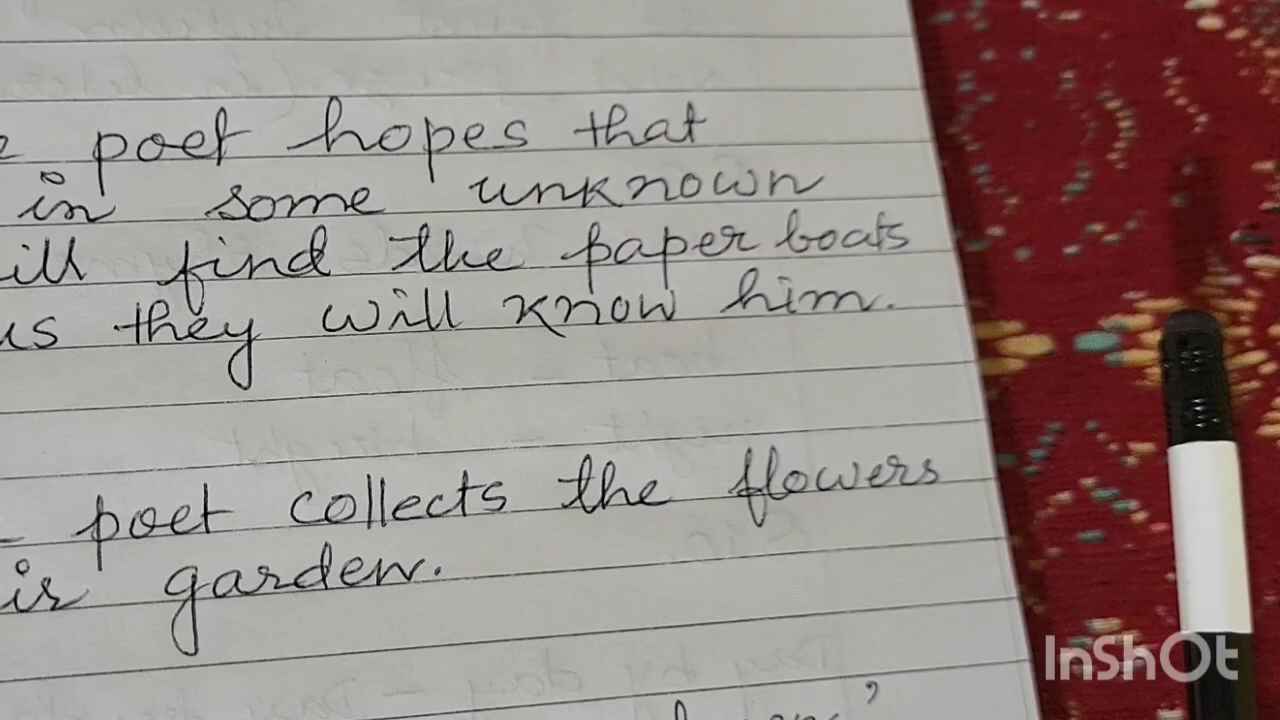 poet hopes that
in some unknown
ill find the paper boats
us they will know him.
poet collects the flowers
is garden.
InShOt